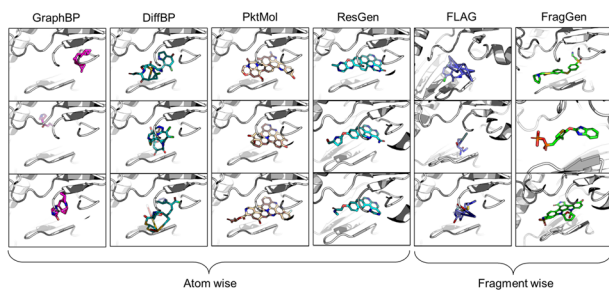 GraphBP DiffBP PktMol ResGen FLAG FragGen
Atom wise Fragment wise